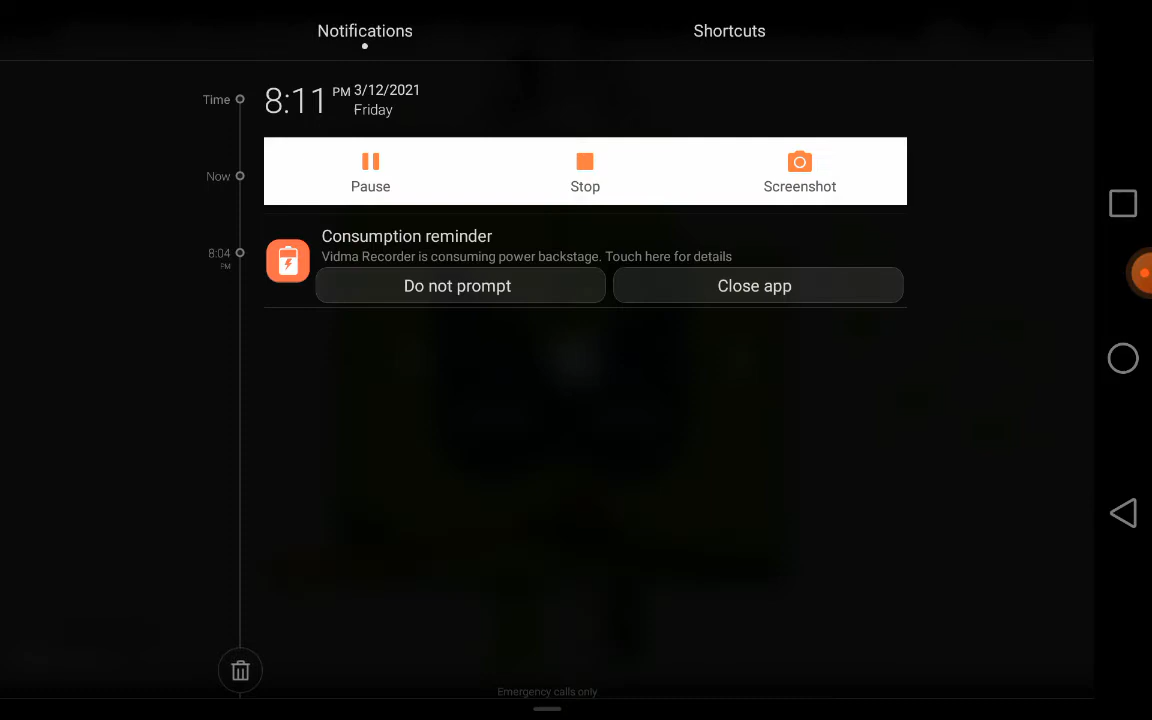 Notifications
Shortcuts
Time
8:11 PM 3/12/2021
Friday
Now
Pause
Stop
Screenshot
8:04 PM
Consumption reminder
Vidma Recorder is consuming power backstage. Touch here for details
Do not prompt
Close app
Emergency calls only